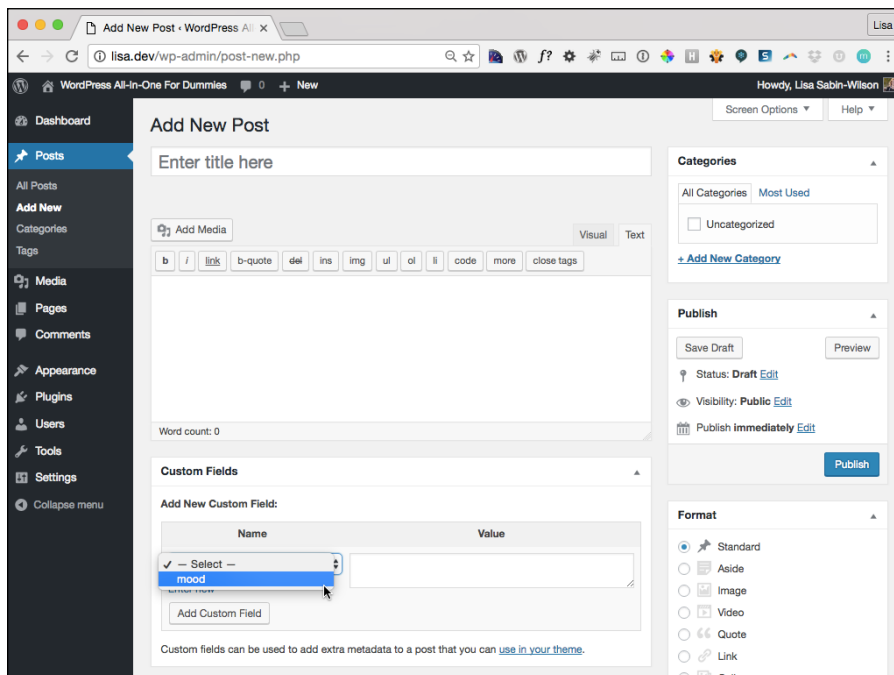 Add New Post ‹ WordPress All
Lisa
lisa.dev/wp-admin/post-new.php
f?
WordPress All-In-One For Dummies 0 + New
Howdy, Lisa Sabin-Wilson
Screen Options
Help
Dashboard
Posts
All Posts
Add New
Categories
Tags
Media
Pages
Comments
Appearance
Plugins
Users
Tools
Settings
Collapse menu
Add New Post
Enter title here
Add Media
Visual Text
b i link b-quote del ins img ul ol li code more close tags
Word count: 0
Custom Fields
Add New Custom Field:
Name Value
— Select —
mood
Enter new
Add Custom Field
Custom fields can be used to add extra metadata to a post that you can use in your theme.
Categories
All Categories Most Used
Uncategorized
+ Add New Category
Publish
Save Draft Preview
Status: Draft Edit
Visibility: Public Edit
Publish immediately Edit
Publish
Format
Standard
Aside
Image
Video
Quote
Link